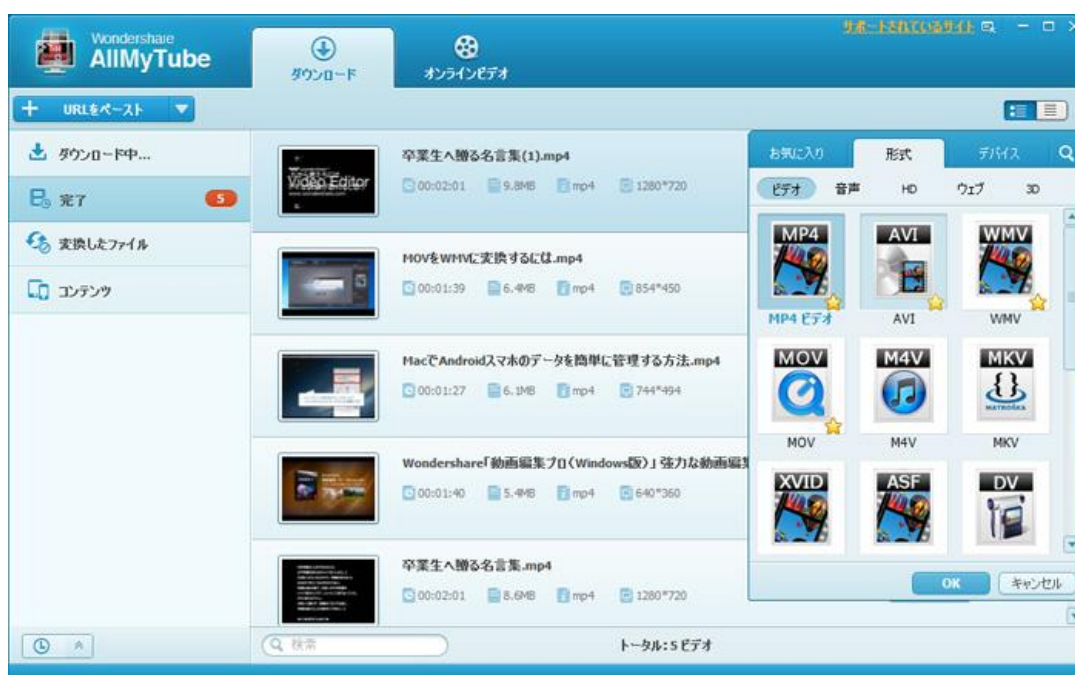 Wondershare
AllMyTube
ダウンロード
オンラインビデオ
サポートされているサイト
URLをペースト
ダウンロード中...
完了
5
変換したファイル
コンテンツ
卒業生へ贈る名言集(1).mp4
00:02:01 9.8MB mp4 1280*720
Video Editor
MOVをWMVに変換するには.mp4
00:01:39 6.4MB mp4 854*450
MacでAndroidスマホのデータを簡単に管理する方法.mp4
00:01:27 6.1MB mp4 744*494
Wondershare「動画編集プロ(Windows版)」強力な動画編集
00:01:40 5.4MB mp4 640*360
卒業生へ贈る名言集.mp4
00:02:01 8.6MB mp4 1280*720
お気に入り 形式 デバイス
ビデオ 音声 HD ウェブ 3D
MP4 AVI WMV
MP4 ビデオ AVI WMV
MOV M4V MKV
MATROŠKA
MOV M4V MKV
XVID ASF DV
OK キャンセル
検索
トータル:5ビデオ